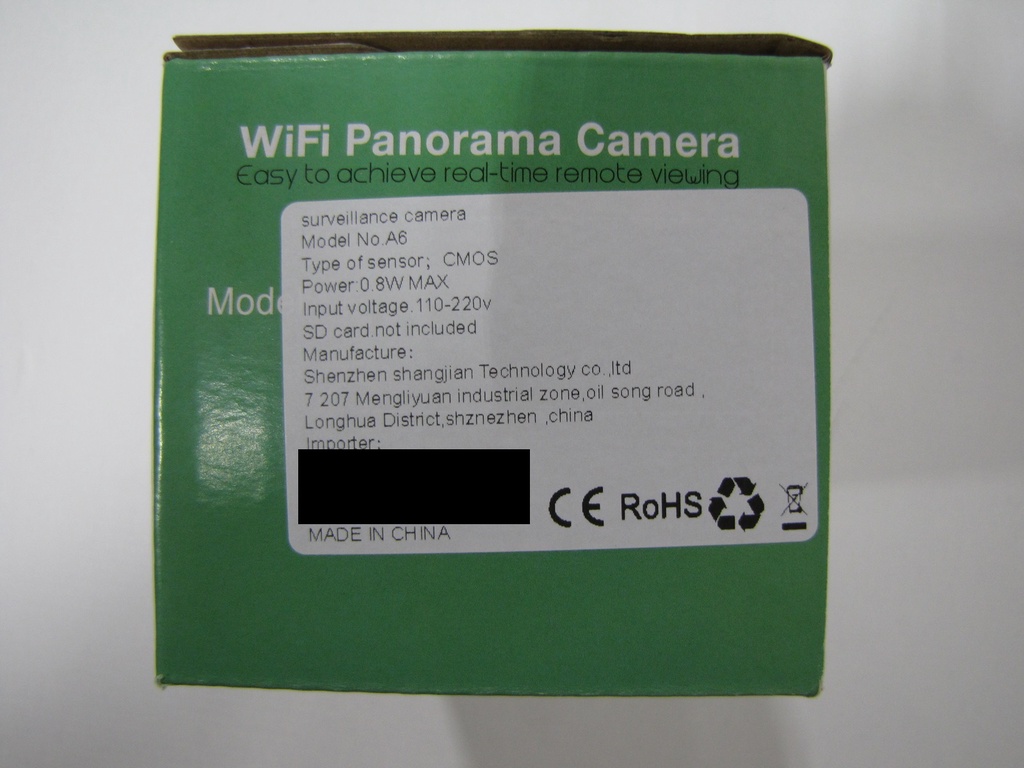 WiFi Panorama Camera
Easy to achieve real-time remote viewing
surveillance camera
Model No.A6
Type of sensor; CMOS
Power:0.8W MAX
Mode
Input voltage.110-220v
SD card.not included
Manufacture:
Shenzhen shangjian Technology co.,ltd
7 207 Mengliyuan industrial zone,oil song road ,
Longhua District,shznezhen ,china
Importer:
CE RoHS
MADE IN CHINA